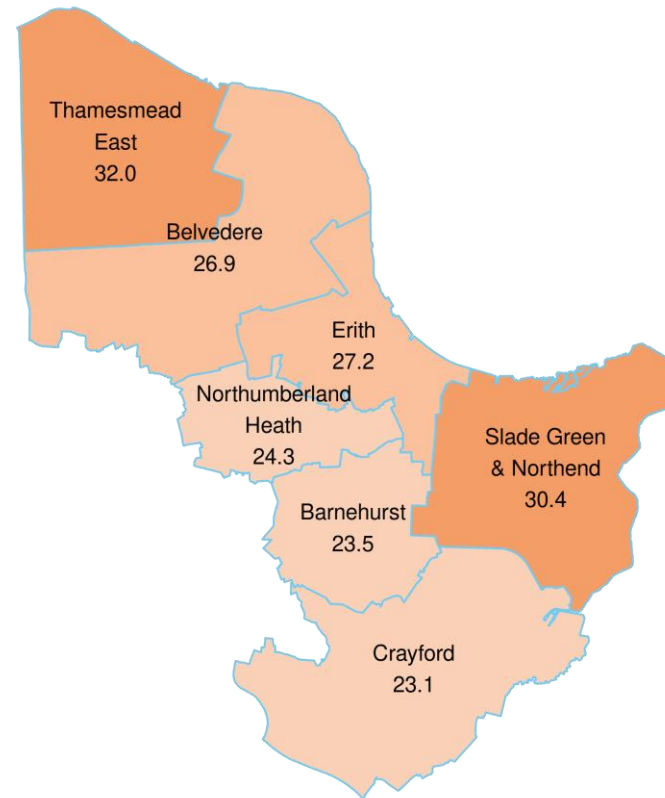 Thamesmead
East
32.0
Belvedere
26.9
Erith
27.2
Northumberland
Heath
24.3
Slade Green
& Northend
30.4
Barnehurst
23.5
Crayford
23.1